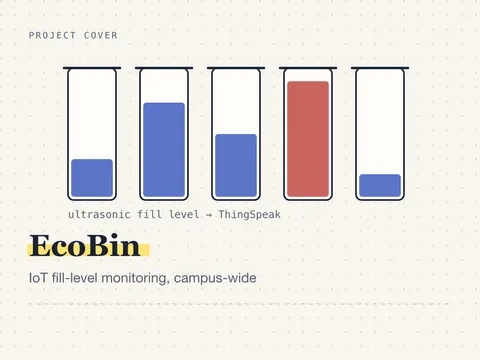 PROJECT COVER
ultrasonic fill level → ThingSpeak
EcoBin
IoT fill-level monitoring, campus-wide